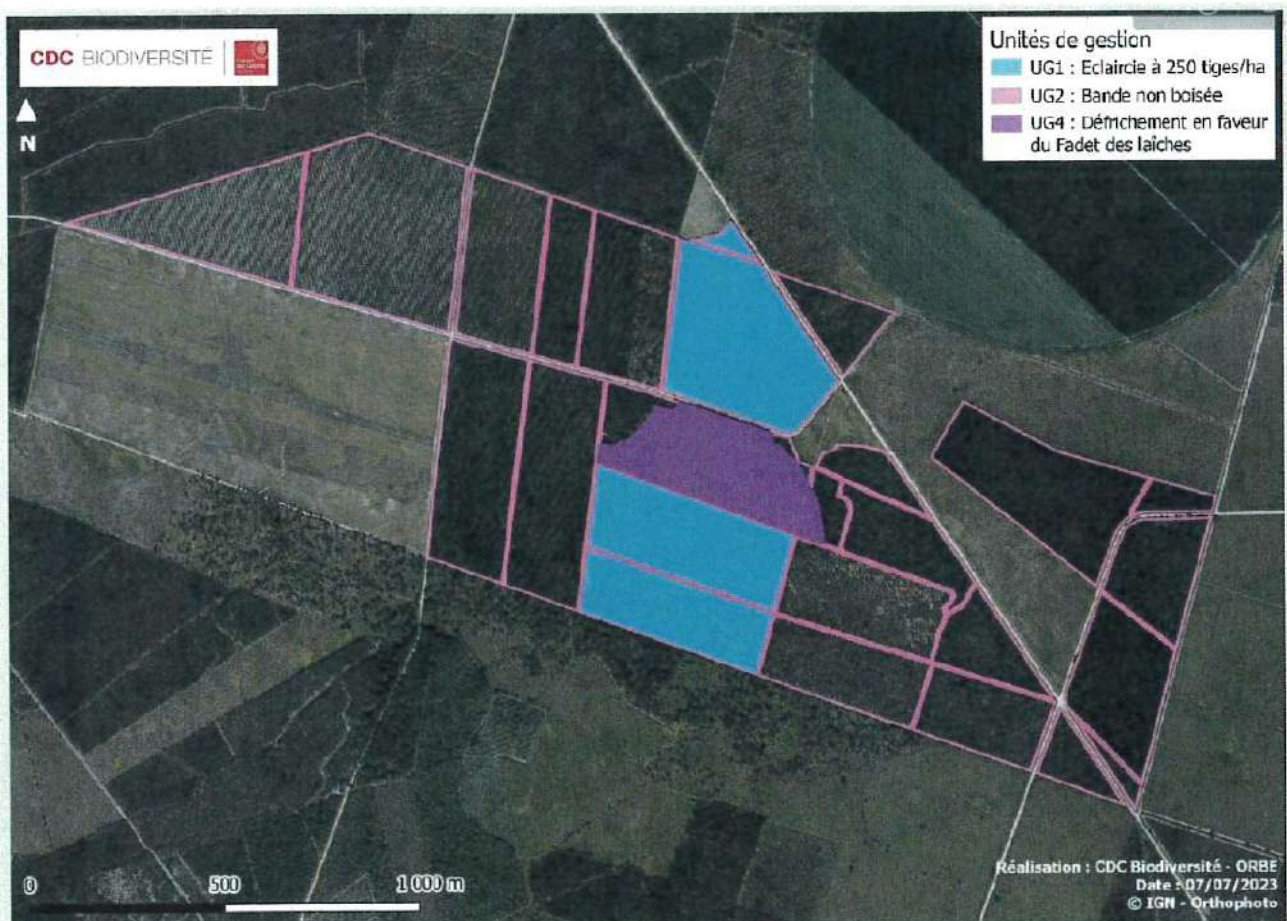 CDC BIODIVERSITÉ
N
Unités de gestion
UG1 : Eclaircie à 250 tiges/ha
UG2 : Bande non boisée
UG4 : Défrichement en faveur
du Fadet des laîches
0 500 1 000 m
Réalisation : CDC Biodiversité - ORBE
Date : 07/07/2023
© IGN - Orthophoto